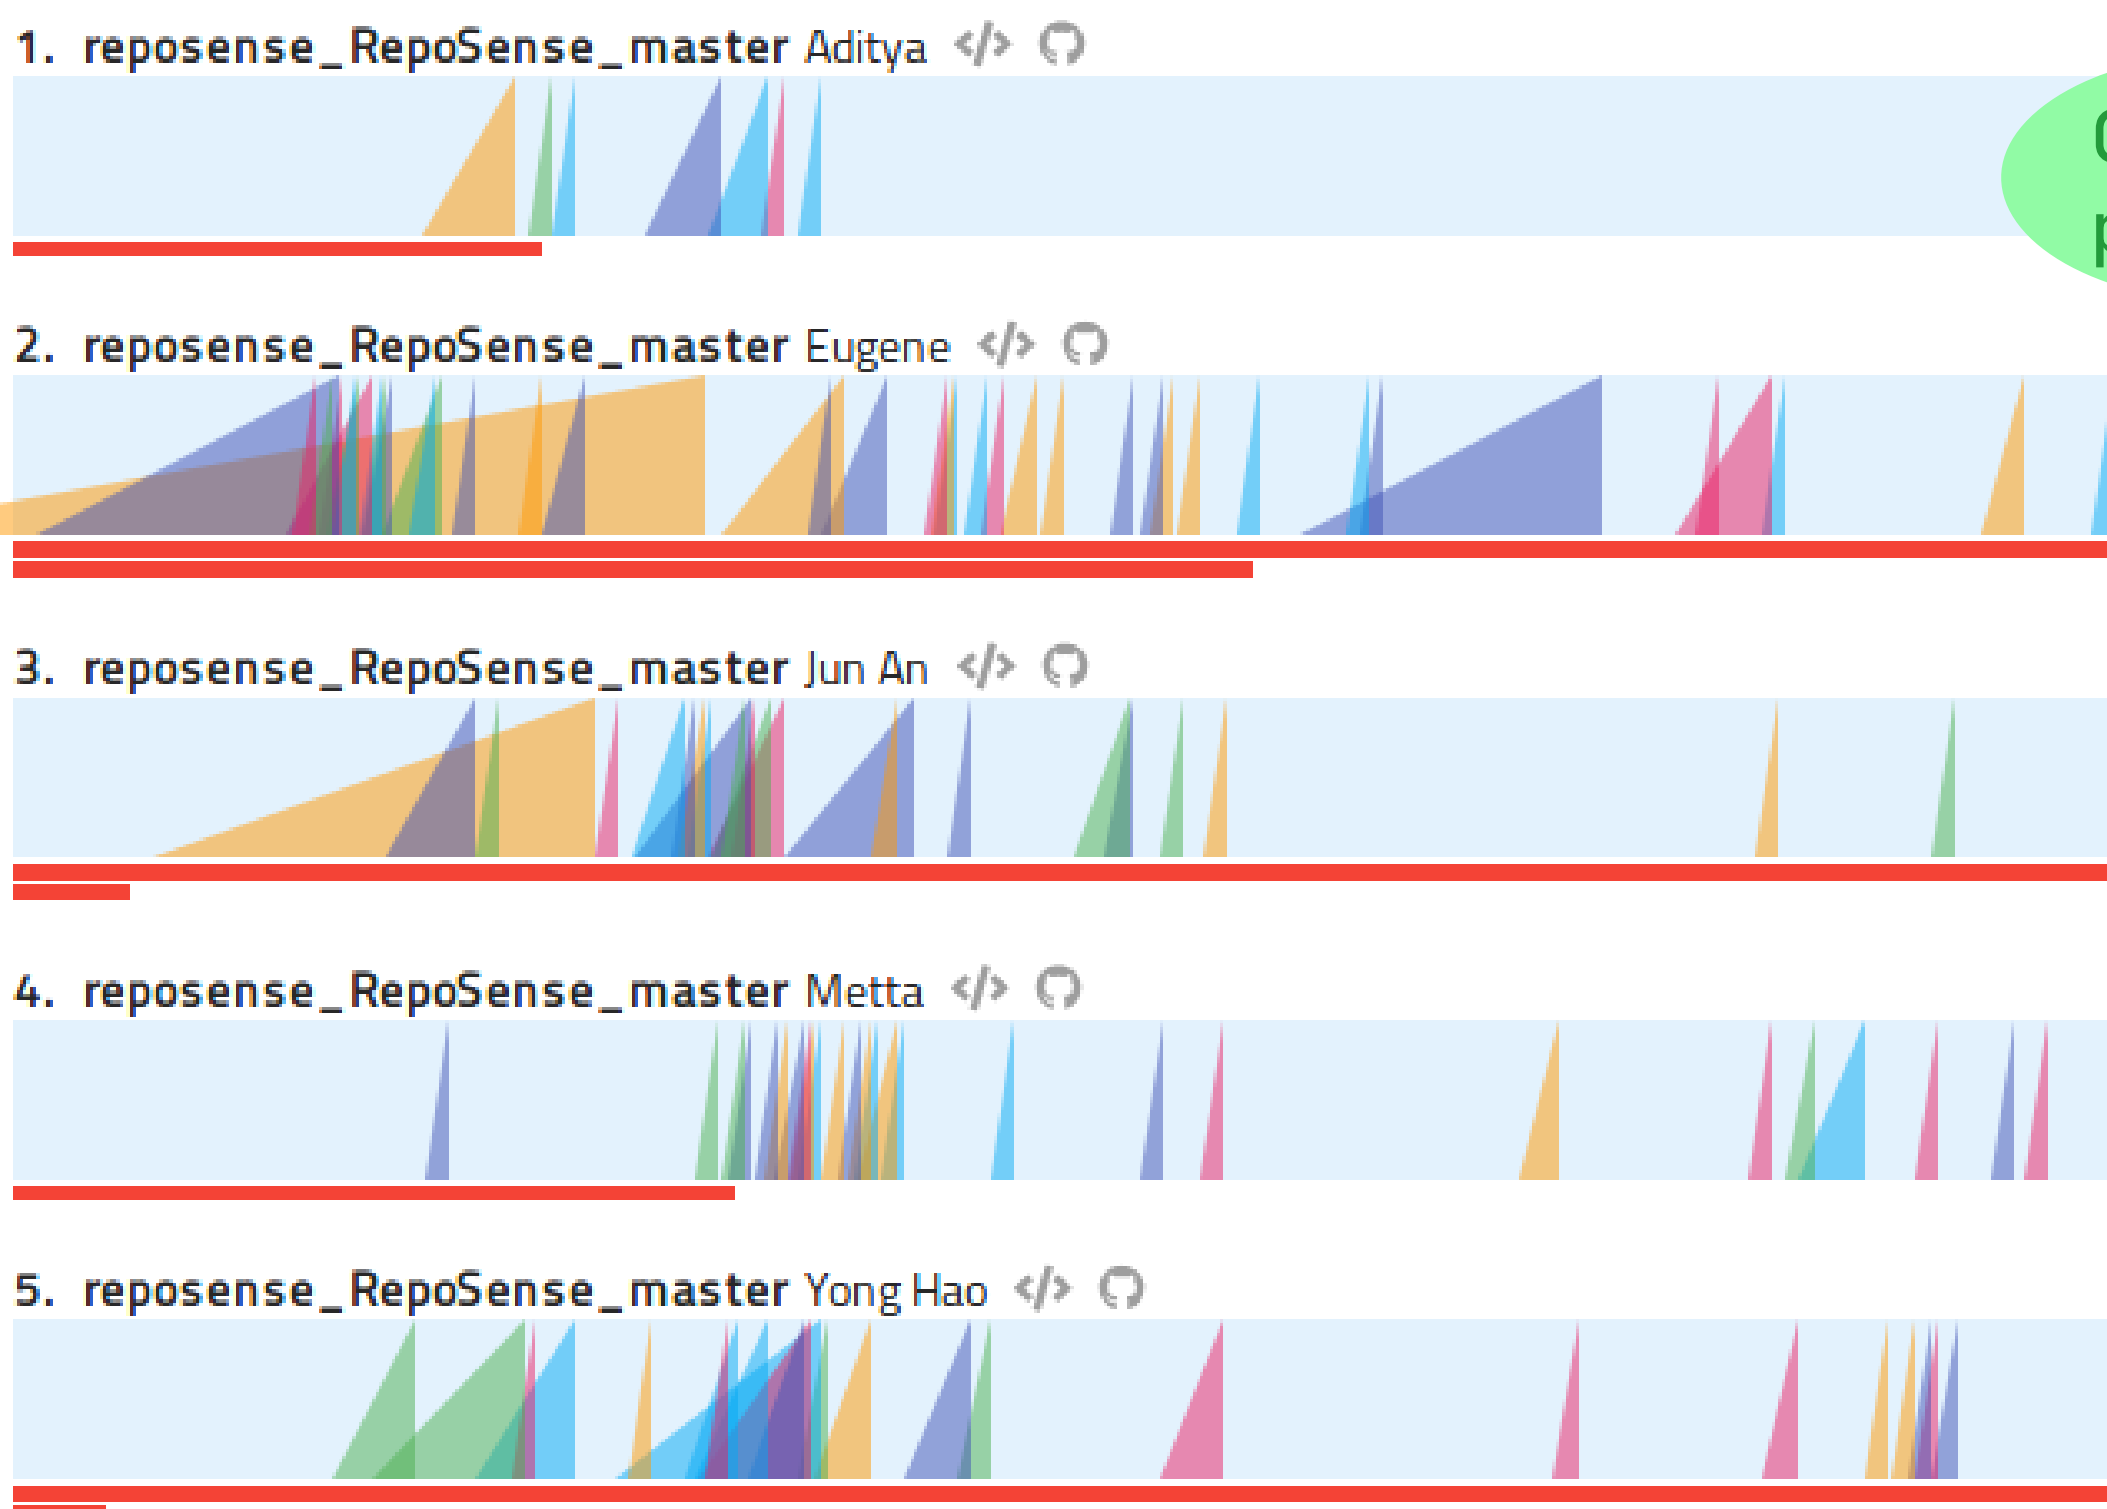 1. reposense_RepoSense_master Aditya </>
2. reposense_RepoSense_master Eugene </>
3. reposense_RepoSense_master Jun An </>
4. reposense_RepoSense_master Metta </>
5. reposense_RepoSense_master Yong Hao </>